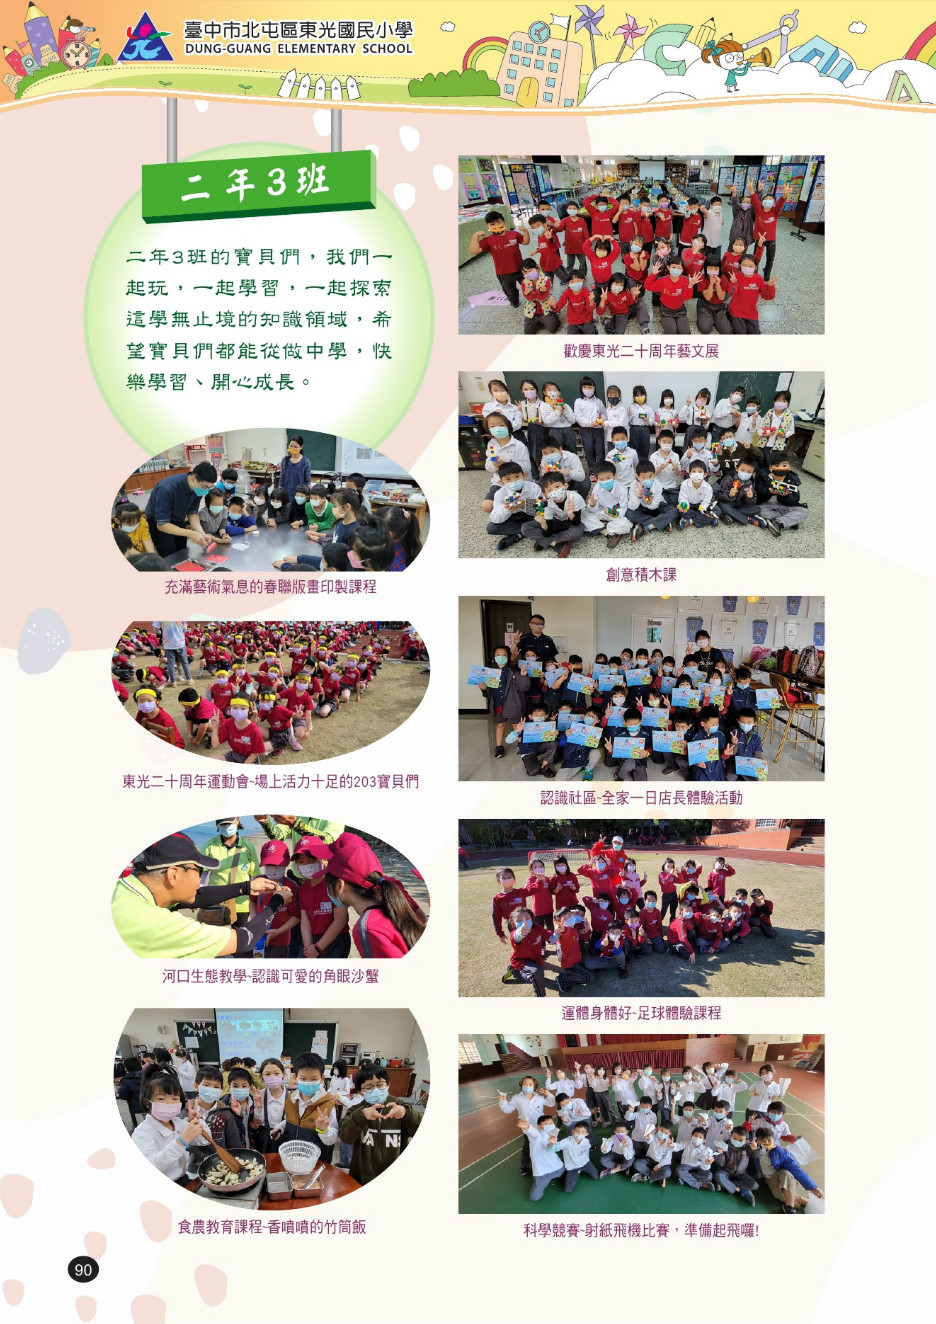 臺中市北屯區東光國民小學
DUNG-GUANG ELEMENTARY SCHOOL
二年3班
二年3班的寶貝們，我們一
起玩，一起學習，一起探索
這學無止境的知識領域，希
望寶貝們都能從做中學，快
樂學習、開心成長。
充滿藝術氣息的春聯版畫印製課程
東光二十周年運動會~場上活力十足的203寶貝們
河口生態教學~認識可愛的角眼沙蟹
食農教育課程~香噴噴的竹筒飯
歡慶東光二十周年藝文展
創意積木課
認識社區~全家一日店長體驗活動
運體身體好~足球體驗課程
科學競賽~射紙飛機比賽，準備起飛囉!
90